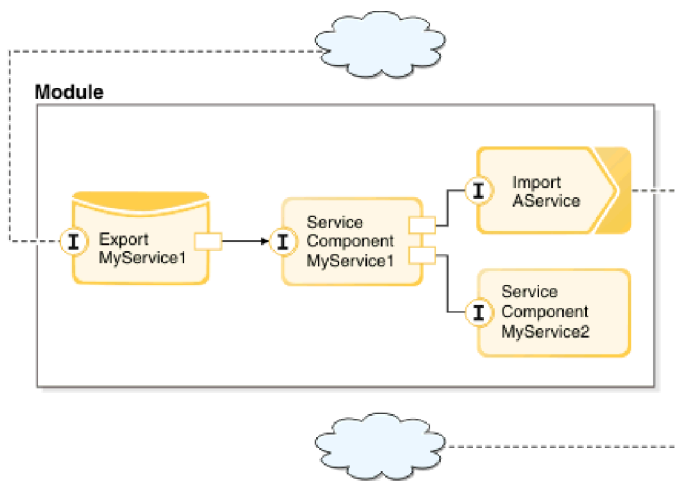 Module
I
Export
MyService1
I
Service
Component
MyService1
I
Import
AService
I
Service
Component
MyService2